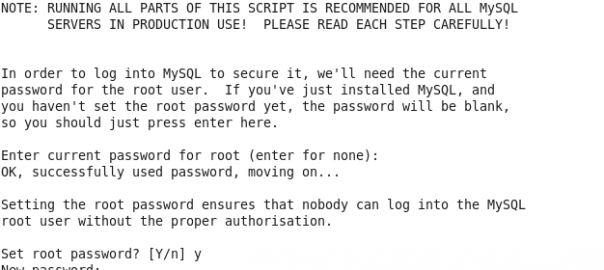 NOTE: RUNNING ALL PARTS OF THIS SCRIPT IS RECOMMENDED FOR ALL MySQL
SERVERS IN PRODUCTION USE!  PLEASE READ EACH STEP CAREFULLY!
In order to log into MySQL to secure it, we'll need the current
password for the root user.  If you've just installed MySQL, and
you haven't set the root password yet, the password will be blank,
so you should just press enter here.
Enter current password for root (enter for none):
OK, successfully used password, moving on...
Setting the root password ensures that nobody can log into the MySQL
root user without the proper authorisation.
Set root password? [Y/n] y
New password: